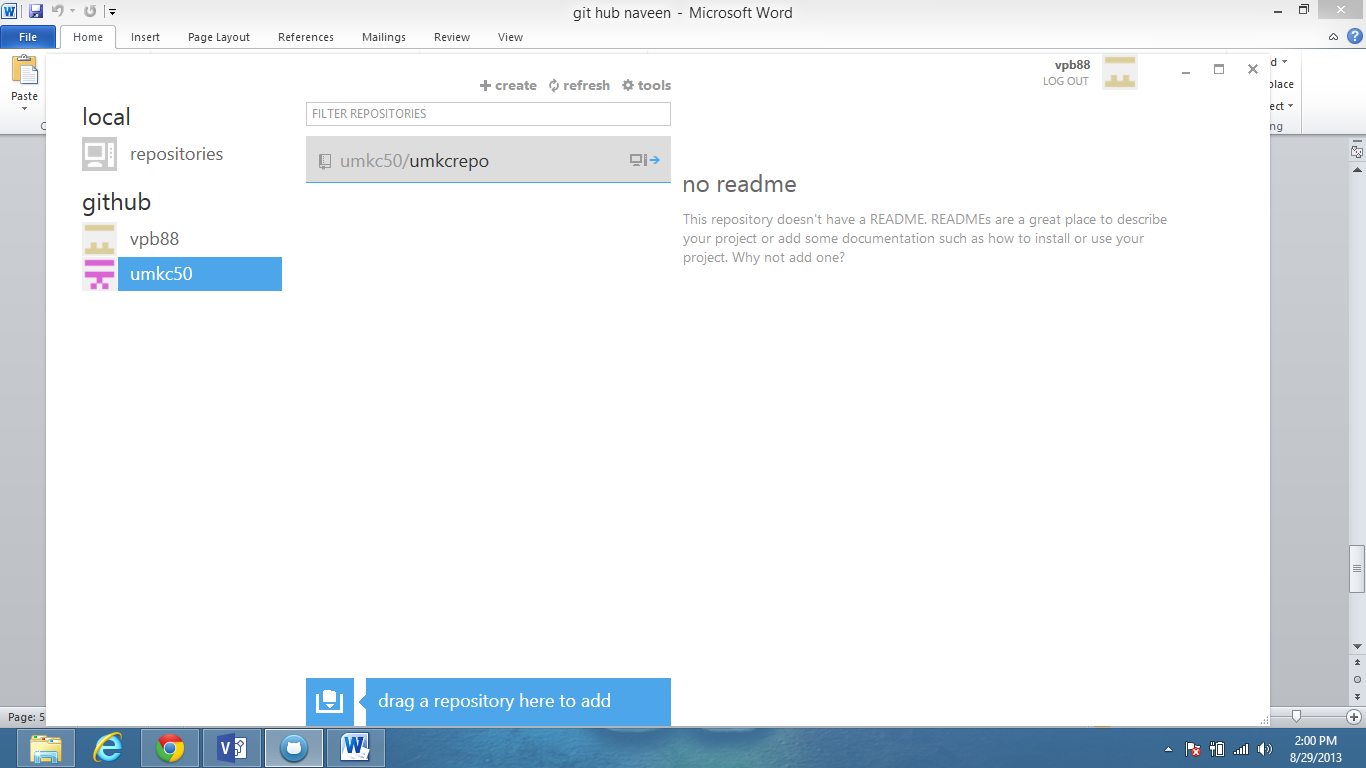 git hub naveen - Microsoft Word
File Home Insert Page Layout References Mailings Review View
Paste
vpb88
LOG OUT
create refresh tools
FILTER REPOSITORIES
local
repositories
github
vpb88
umkc50
umkc50/umkcrepo
no readme
This repository doesn't have a README. READMEs are a great place to describe
your project or add some documentation such as how to install or use your
project. Why not add one?
drag a repository here to add
Page: 5
2:00 PM
8/29/2013